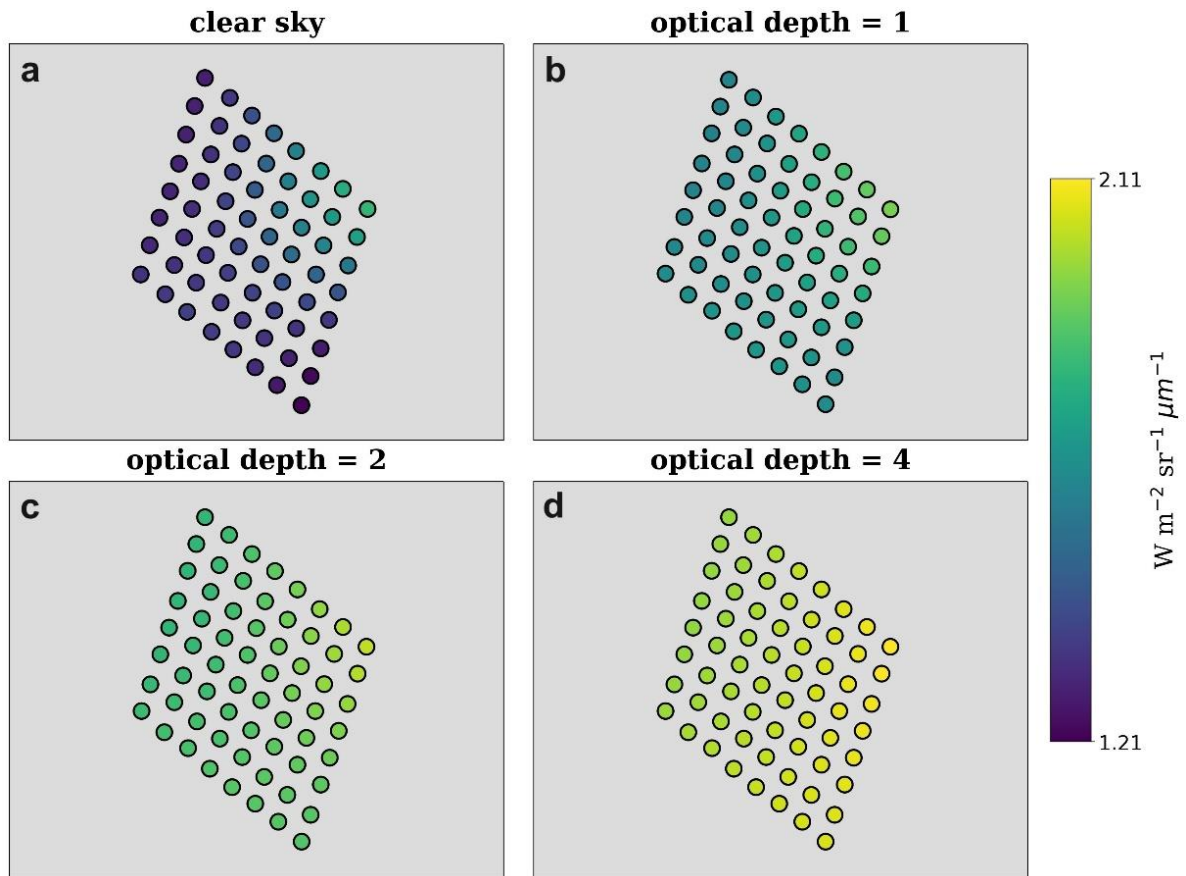 clear sky
optical depth = 1
a
b
optical depth = 2
optical depth = 4
c
d
2.11
1.21
W m⁻² sr⁻¹ μm⁻¹